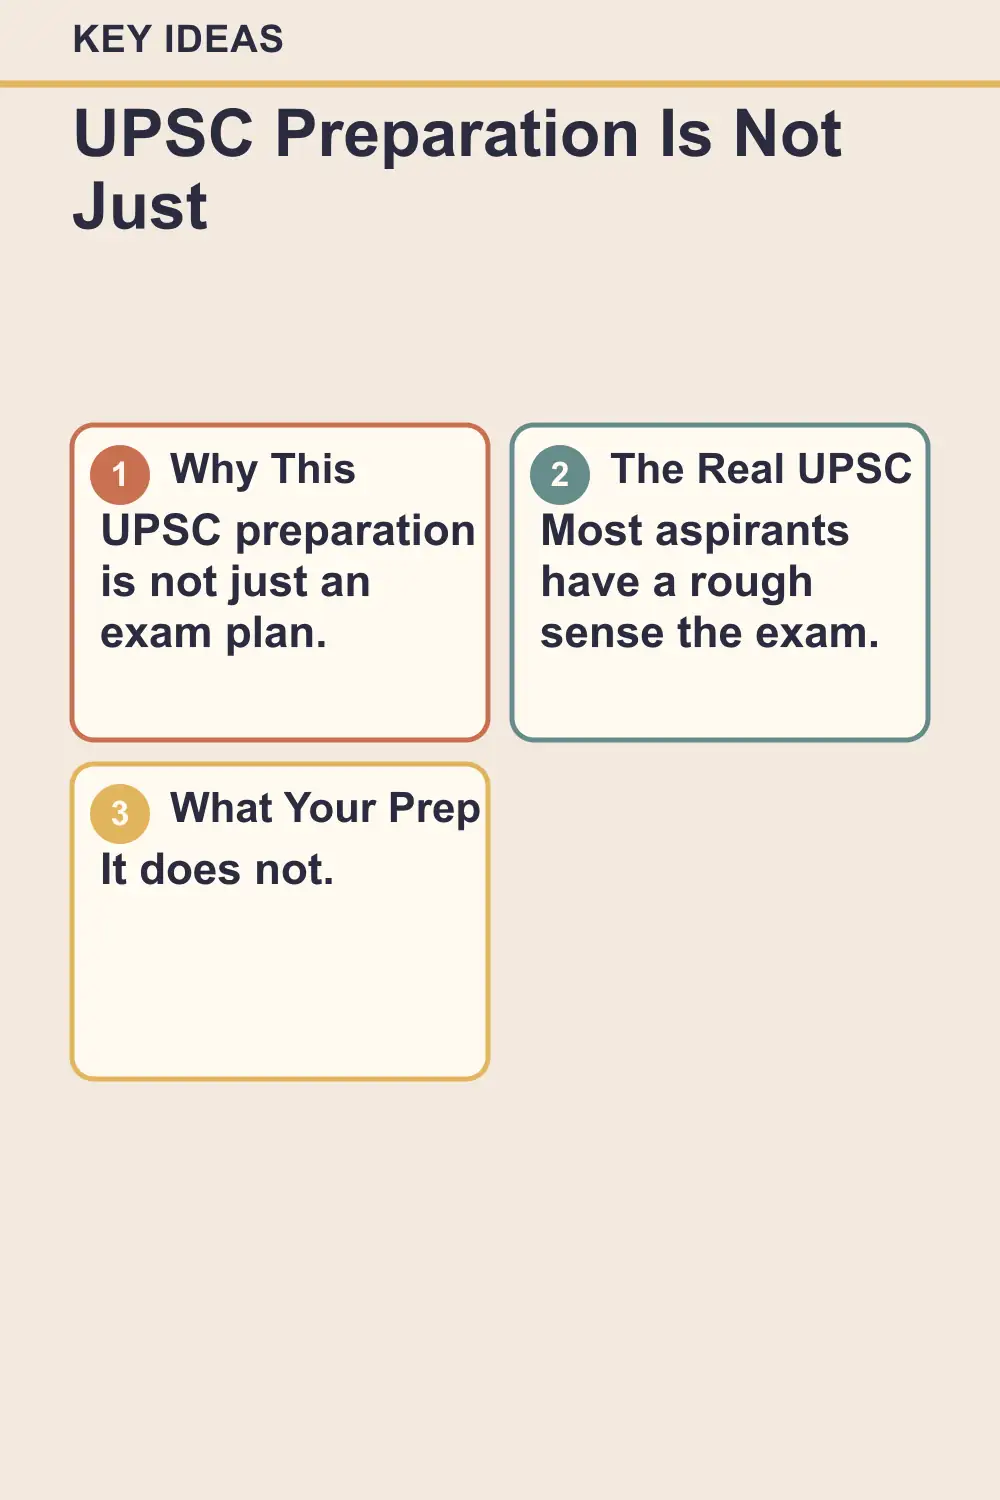 KEY IDEAS
UPSC Preparation Is Not
Just
1 Why This
UPSC preparation
is not just an
exam plan.
2 The Real UPSC
Most aspirants
have a rough
sense the exam.
3 What Your Prep
It does not.